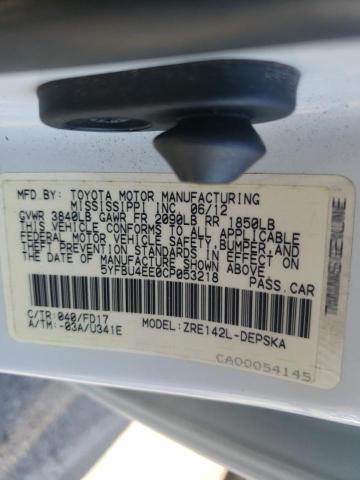 MFD. BY: TOYOTA MOTOR MANUFACTURING
MISSISSIPPI, INC 06/12
GVWR 3840LB GAWR FR 2090LB RR 1850LB
THIS VEHICLE CONFORMS TO ALL APPLICABLE
FEDERAL MOTOR VEHICLE SAFETY, BUMPER, AND
THEFT PREVENTION STANDARDS IN EFFECT ON
THE DATE OF MANUFACTURE SHOWN ABOVE.
5YFBU4EE0CP053218
PASS.CAR
C/TR:040/FD17
A/TM:-03A/U341E
MODEL:ZRE142L-DEPSKA
CA00054145